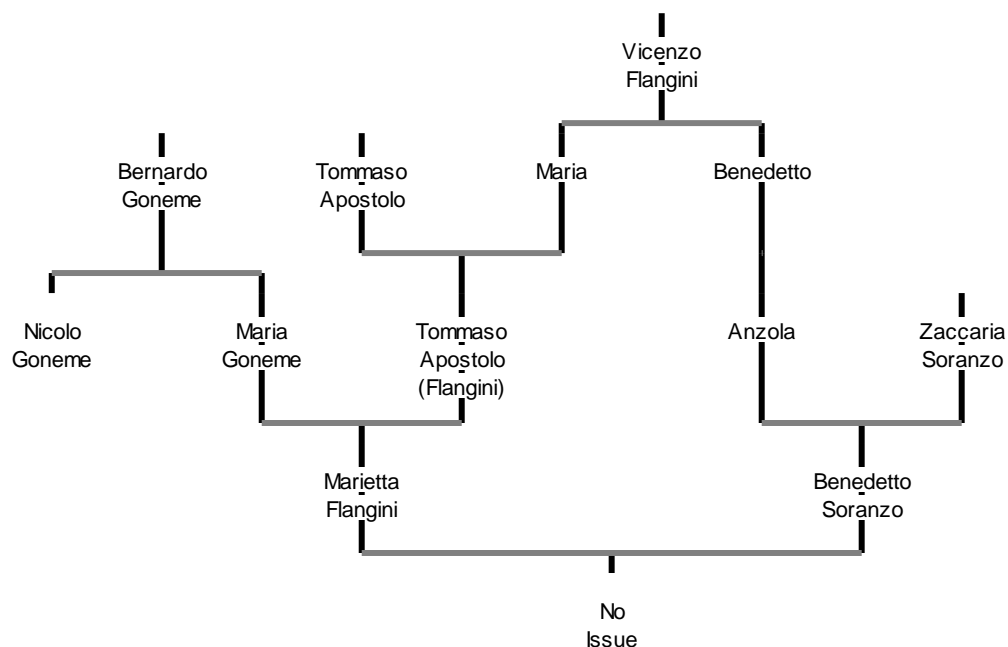 Vicenzo
Flangini
Bernardo
Goneme
Tommaso
Apostolo
Maria
Benedetto
Nicolo
Goneme
Maria
Goneme
Tommaso
Apostolo
(Flangini)
Anzola
Zaccaria
Soranzo
Marietta
Flangini
Benedetto
Soranzo
No
Issue